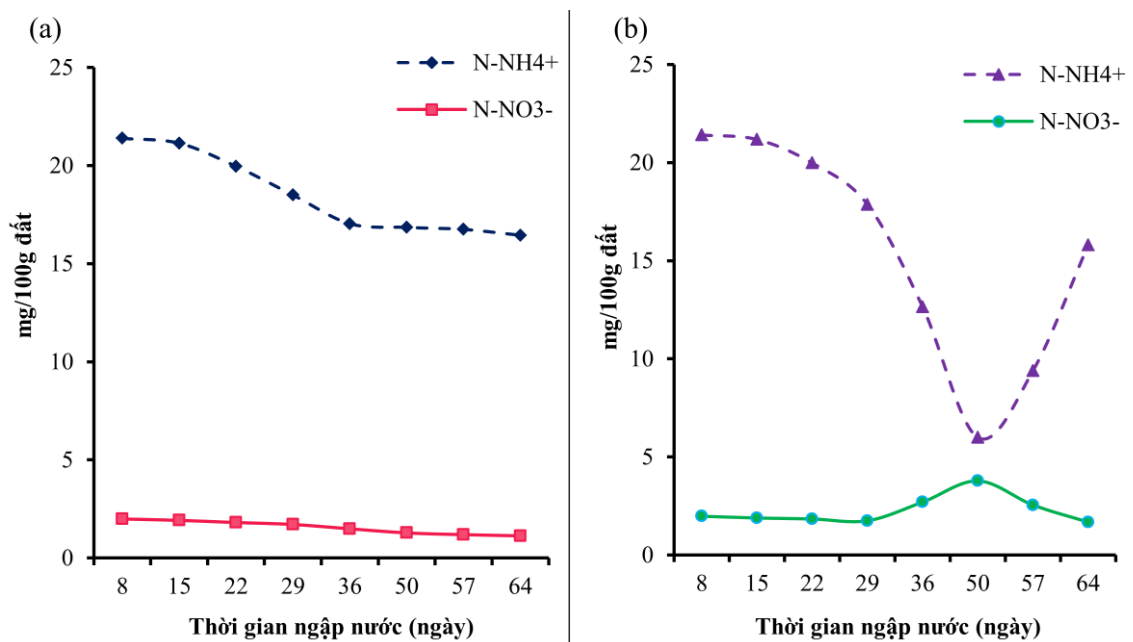 (a)
N-NH4+
N-NO3-
25
20
15
10
5
0
mg/100g đất
8 15 22 29 36 50 57 64
Thời gian ngập nước (ngày)
(b)
N-NH4+
N-NO3-
25
20
15
10
5
0
mg/100g đất
8 15 22 29 36 50 57 64
Thời gian ngập nước (ngày)